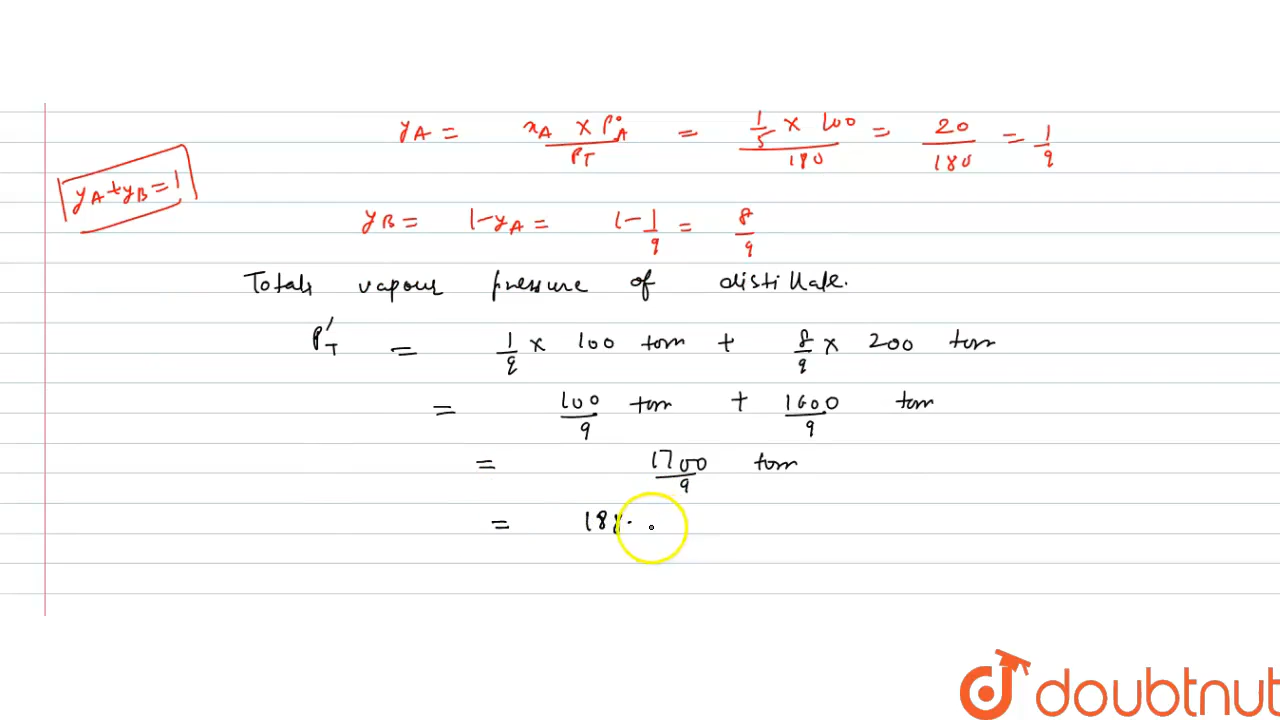 yA = xA × P°A / PT = 1/5 × 100 / 180 = 20/180 = 1/9
yA + yB = 1
yB = 1 - yA = 1 - 1/9 = 8/9
Total vapour pressure of distillate.
P'T = 1/9 × 100 torr + 8/9 × 200 torr
= 100/9 torr + 1600/9 torr
= 1700/9 torr
= 188.
doubtnut